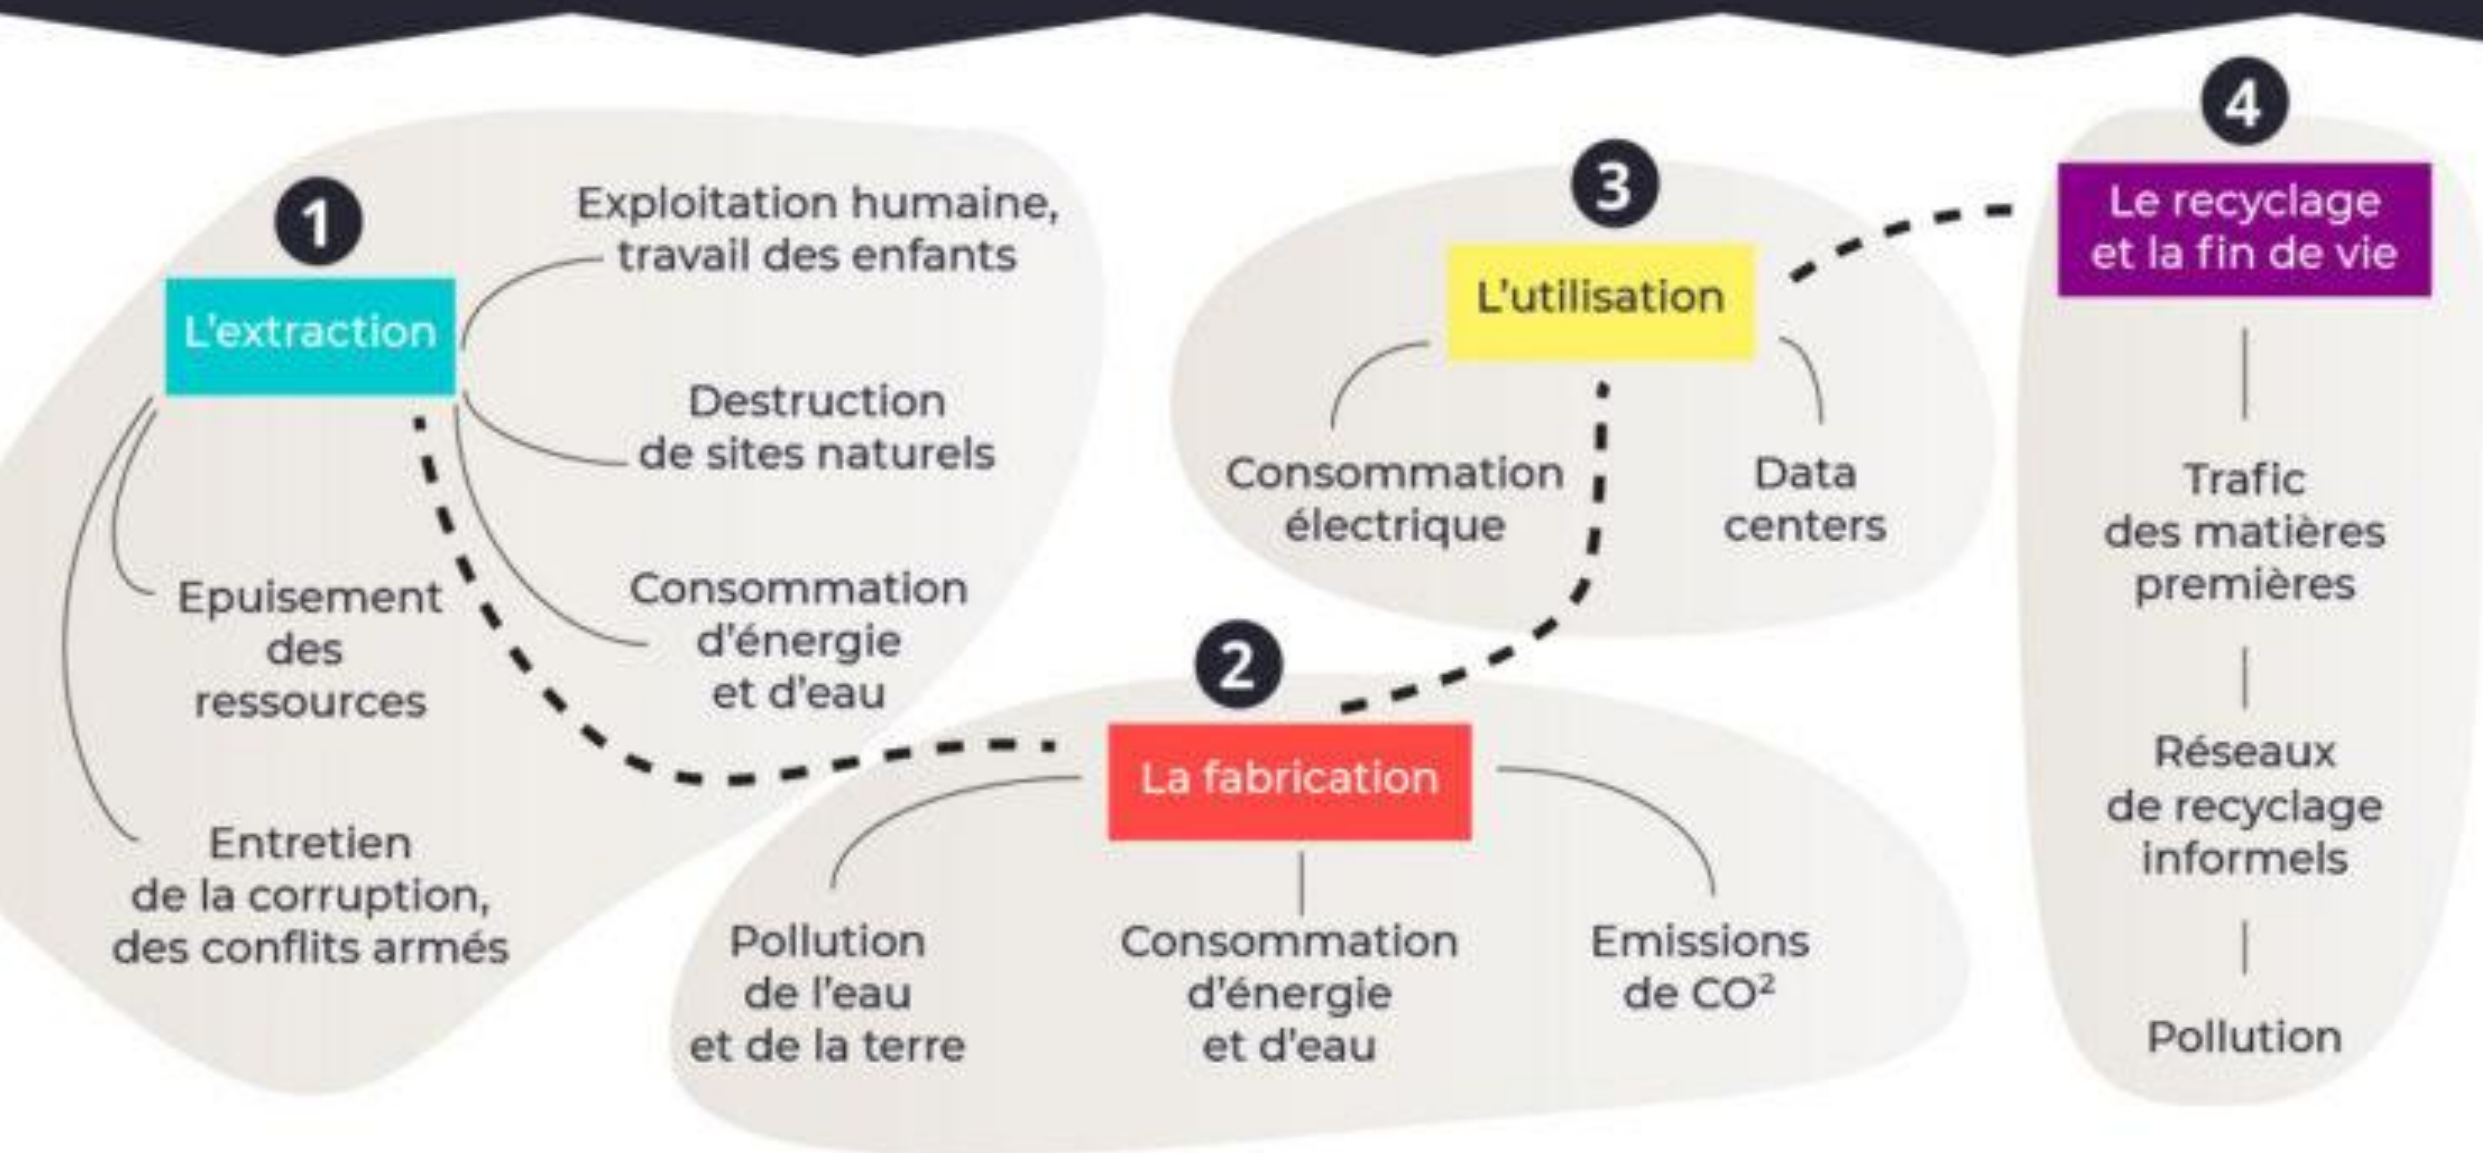 1
L'extraction
Exploitation humaine,
travail des enfants
Destruction
de sites naturels
Consommation
d'énergie
et d'eau
Epuisement
des
ressources
Entretien
de la corruption,
des conflits armés
2
La fabrication
Pollution
de l'eau
et de la terre
Consommation
d'énergie
et d'eau
Emissions
de CO²
3
L'utilisation
Consommation
électrique
Data
centers
4
Le recyclage
et la fin de vie
Trafic
des matières
premières
Réseaux
de recyclage
informels
Pollution